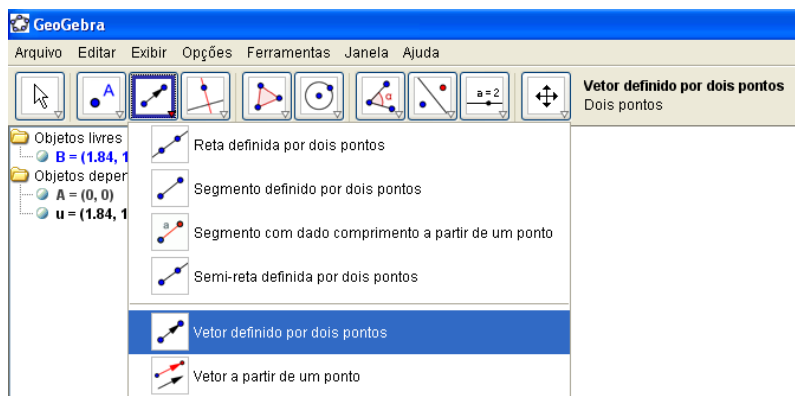 GeoGebra
Arquivo Editar Exibir Opções Ferramentas Janela Ajuda
A
α
a = 2
Vetor definido por dois pontos
Dois pontos
Objetos livres
B = (1.84, 1
Objetos deper
A = (0, 0)
u = (1.84, 1
Reta definida por dois pontos
Segmento definido por dois pontos
a
Segmento com dado comprimento a partir de um ponto
Semi-reta definida por dois pontos
Vetor definido por dois pontos
Vetor a partir de um ponto